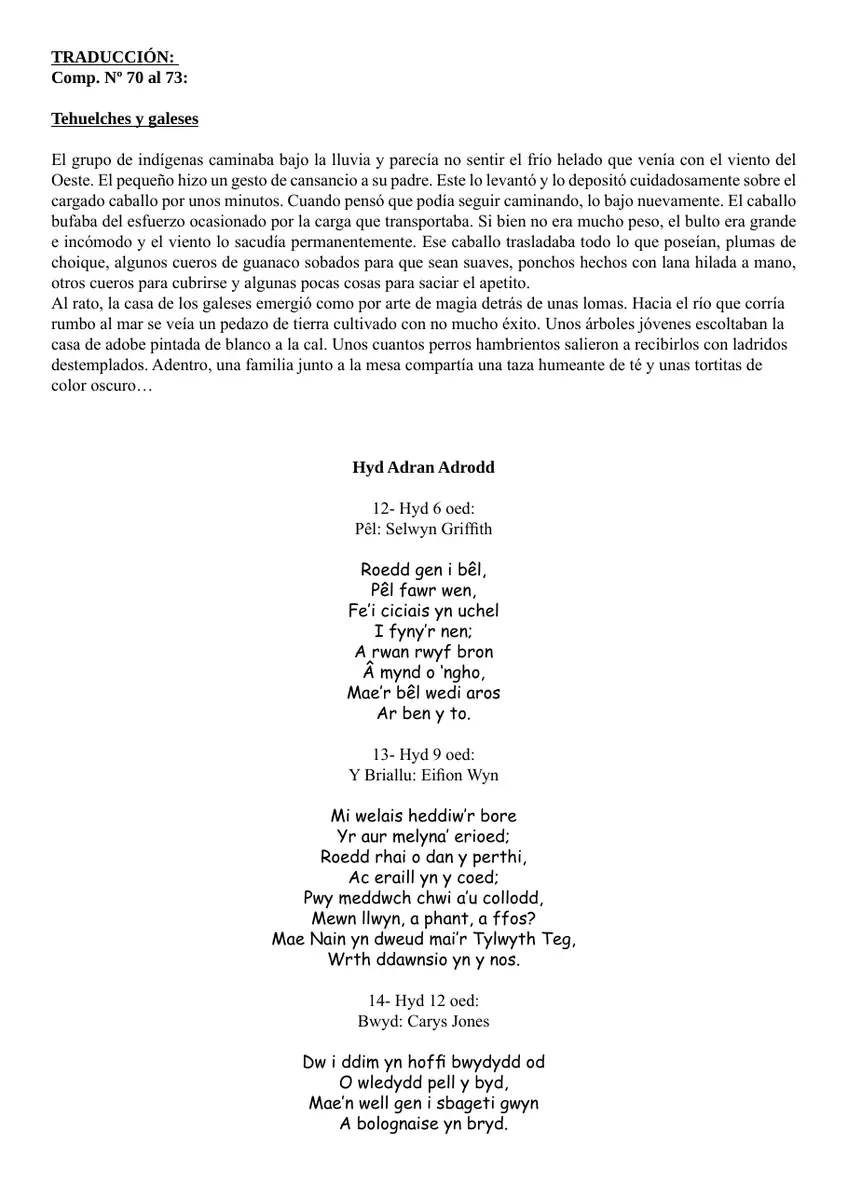 TRADUCCIÓN:
Comp. Nº 70 al 73:
Tehuelches y galeses
El grupo de indígenas caminaba bajo la lluvia y parecía no sentir el frío helado que venía con el viento del
Oeste. El pequeño hizo un gesto de cansancio a su padre. Este lo levantó y lo depositó cuidadosamente sobre el
cargado caballo por unos minutos. Cuando pensó que podía seguir caminando, lo bajo nuevamente. El caballo
bufaba del esfuerzo ocasionado por la carga que transportaba. Si bien no era mucho peso, el bulto era grande
e incómodo y el viento lo sacudía permanentemente. Ese caballo trasladaba todo lo que poseían, plumas de
choique, algunos cueros de guanaco sobados para que sean suaves, ponchos hechos con lana hilada a mano,
otros cueros para cubrirse y algunas pocas cosas para saciar el apetito.
Al rato, la casa de los galeses emergió como por arte de magia detrás de unas lomas. Hacia el río que corría
rumbo al mar se veía un pedazo de tierra cultivado con no mucho éxito. Unos árboles jóvenes escoltaban la
casa de adobe pintada de blanco a la cal. Unos cuantos perros hambrientos salieron a recibirlos con ladridos
destemplados. Adentro, una familia junto a la mesa compartía una taza humeante de té y unas tortitas de
color oscuro…
Hyd Adran Adrodd
12- Hyd 6 oed:
Pêl: Selwyn Griffith
Roedd gen i bêl,
Pêl fawr wen,
Fe’i ciciais yn uchel
I fyny’r nen;
A rwan rwyf bron
Â mynd o ‘ngho,
Mae’r bêl wedi aros
Ar ben y to.
13- Hyd 9 oed:
Y Briallu: Eifion Wyn
Mi welais heddiw’r bore
Yr aur melyna’ erioed;
Roedd rhai o dan y perthi,
Ac eraill yn y coed;
Pwy meddwch chwi a’u collodd,
Mewn llwyn, a phant, a ffos?
Mae Nain yn dweud mai’r Tylwyth Teg,
Wrth ddawnsio yn y nos.
14- Hyd 12 oed:
Bwyd: Carys Jones
Dw i ddim yn hoffi bwydydd od
O wledydd pell y byd,
Mae’n well gen i sbageti gwyn
A bolognaise yn bryd.